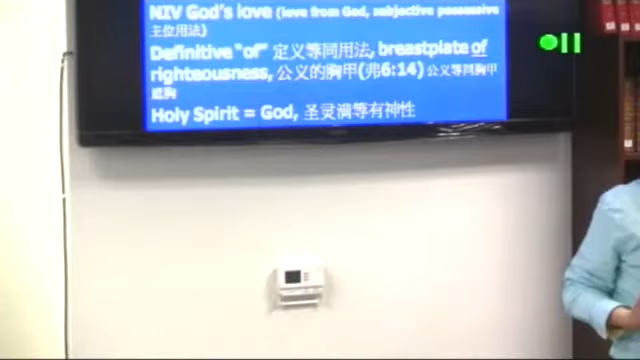 NIV God's love (love from God, subjective possessive
主位用法)
Definitive "of" 定义等同用法, breastplate of
righteousness, 公义的胸甲(弗6:14) 公义等同胸甲
Holy Spirit = God, 圣灵满等有神性